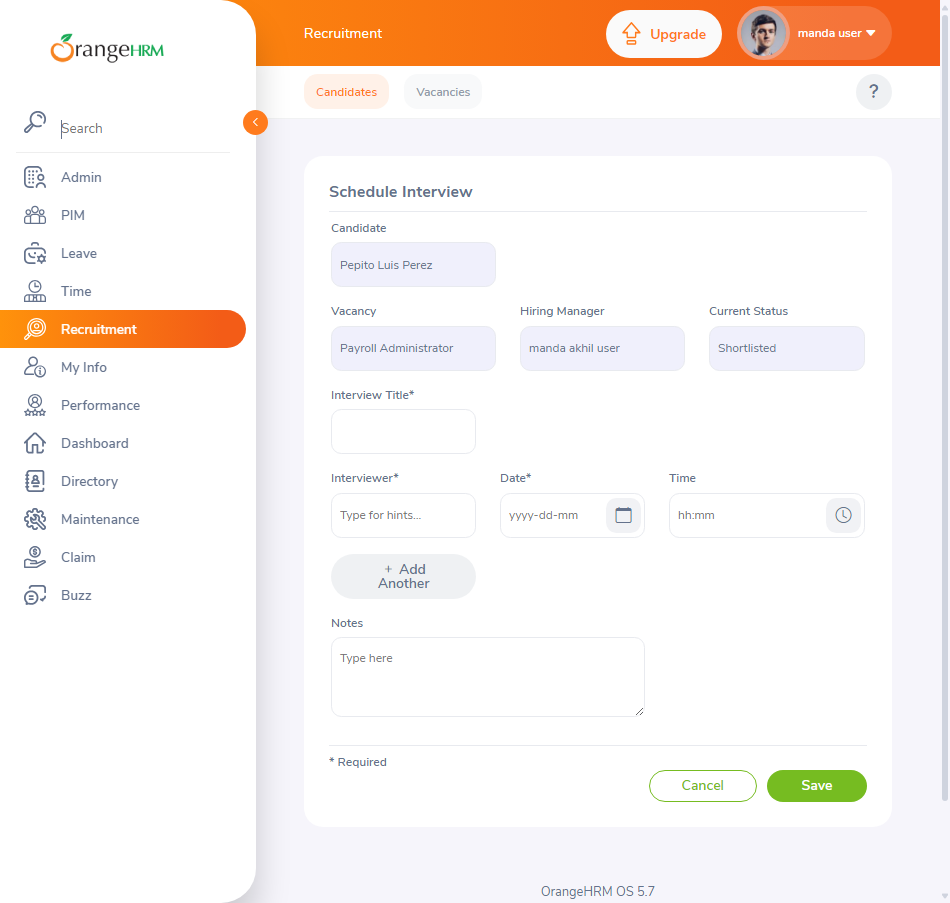 OrangeHRM
Recruitment
Upgrade
manda user
Candidates
Vacancies
?
Search
Admin
PIM
Leave
Time
Recruitment
My Info
Performance
Dashboard
Directory
Maintenance
Claim
Buzz
Schedule Interview
Candidate
Pepito Luis Perez
Vacancy
Hiring Manager
Current Status
Payroll Administrator
manda akhil user
Shortlisted
Interview Title*
Interviewer*
Date*
Time
Type for hints...
yyyy-dd-mm
hh:mm
+ Add
Another
Notes
Type here
* Required
Cancel
Save
OrangeHRM OS 5.7